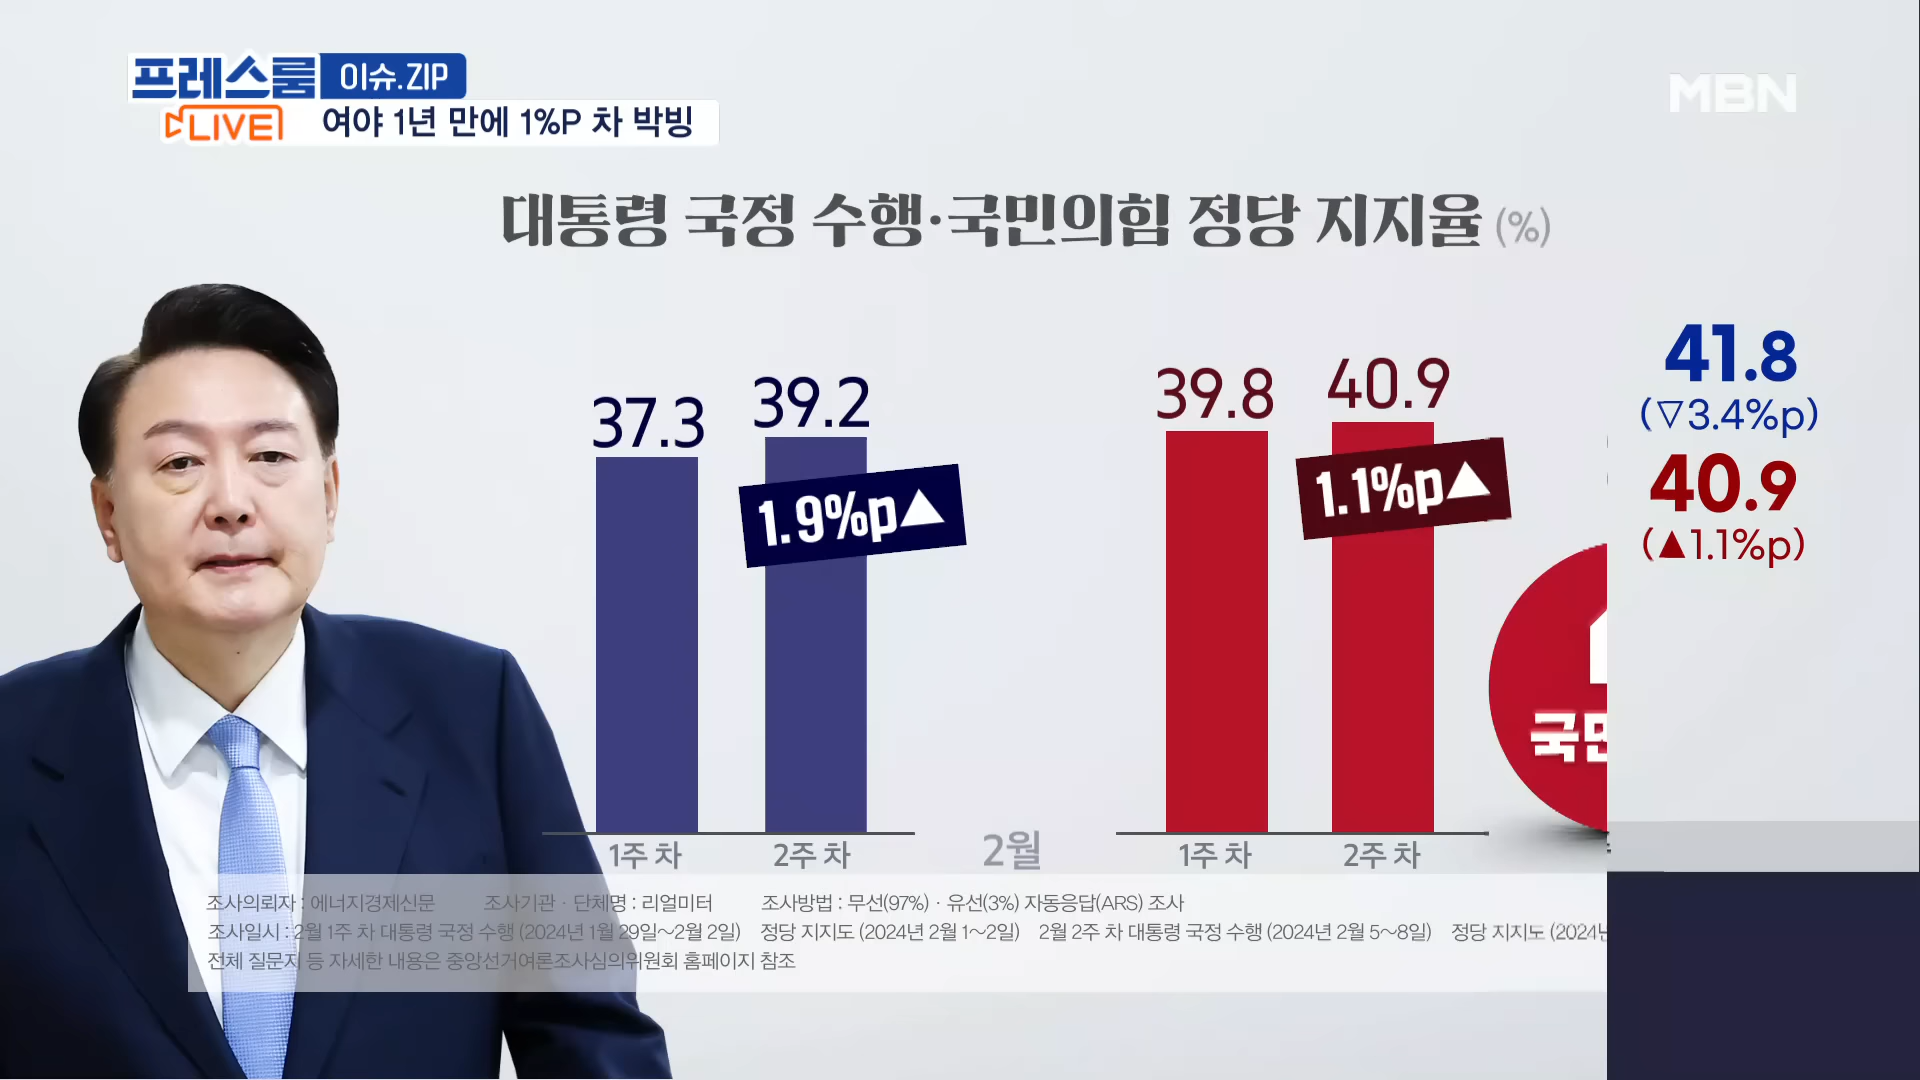 프레스룸 이슈.ZIP
LIVE 여야 1년 만에 1%P 차 박빙
MBN
대통령 국정 수행·국민의힘 정당 지지율 (%)
37.3 39.2
1.9%p▲
39.8 40.9
1.1%p▲
41.8
(▽3.4%p)
40.9
(▲1.1%p)
1주 차 2주 차
2월
1주 차 2주 차
조사의뢰자 : 에너지경제신문 조사기관 · 단체명 : 리얼미터 조사방법 : 무선(97%) · 유선(3%) 자동응답(ARS) 조사
조사일시 : 2월 1주 차 대통령 국정 수행 (2024년 1월 29일~2월 2일) 정당 지지도 (2024년 2월 1~2일) 2월 2주 차 대통령 국정 수행 (2024년 2월 5~8일) 정당 지지도 (2024년
전체 질문지 등 자세한 내용은 중앙선거여론조사심의위원회 홈페이지 참조